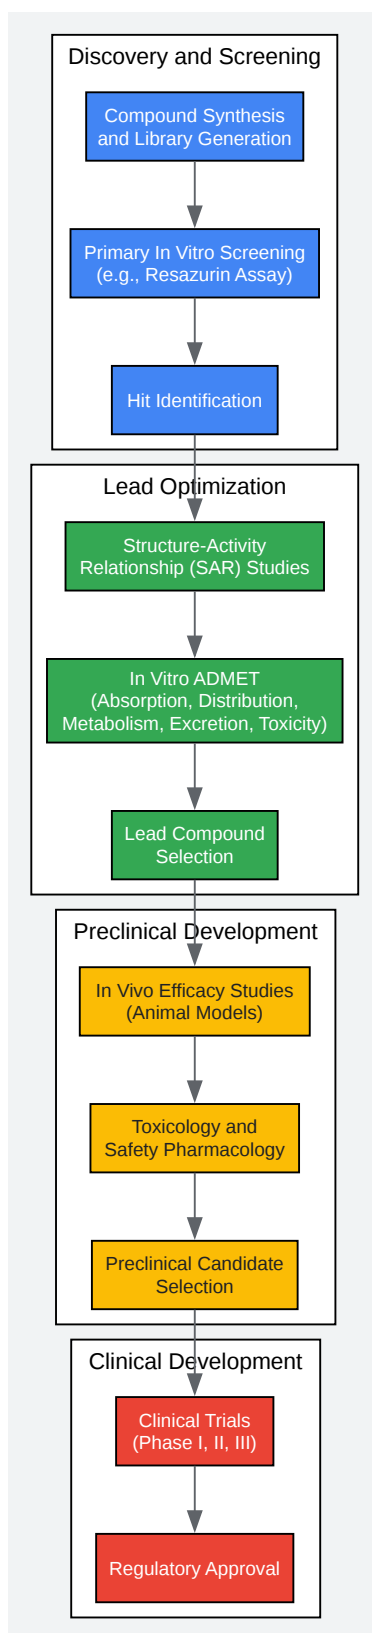 Discovery and Screening
Compound Synthesis
and Library Generation
Primary In Vitro Screening
(e.g., Resazurin Assay)
Hit Identification
Lead Optimization
Structure-Activity
Relationship (SAR) Studies
In Vitro ADMET
(Absorption, Distribution,
Metabolism, Excretion, Toxicity)
Lead Compound
Selection
Preclinical Development
In Vivo Efficacy Studies
(Animal Models)
Toxicology and
Safety Pharmacology
Preclinical Candidate
Selection
Clinical Development
Clinical Trials
(Phase I, II, III)
Regulatory Approval